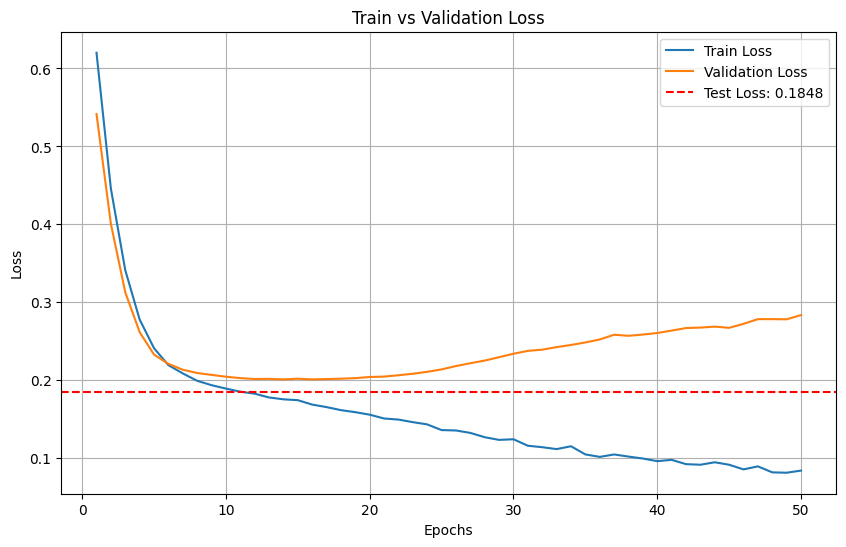 Train vs Validation Loss
Train Loss
Validation Loss
Test Loss: 0.1848
0.6
0.5
0.4
0.3
0.2
0.1
Loss
0 10 20 30 40 50
Epochs